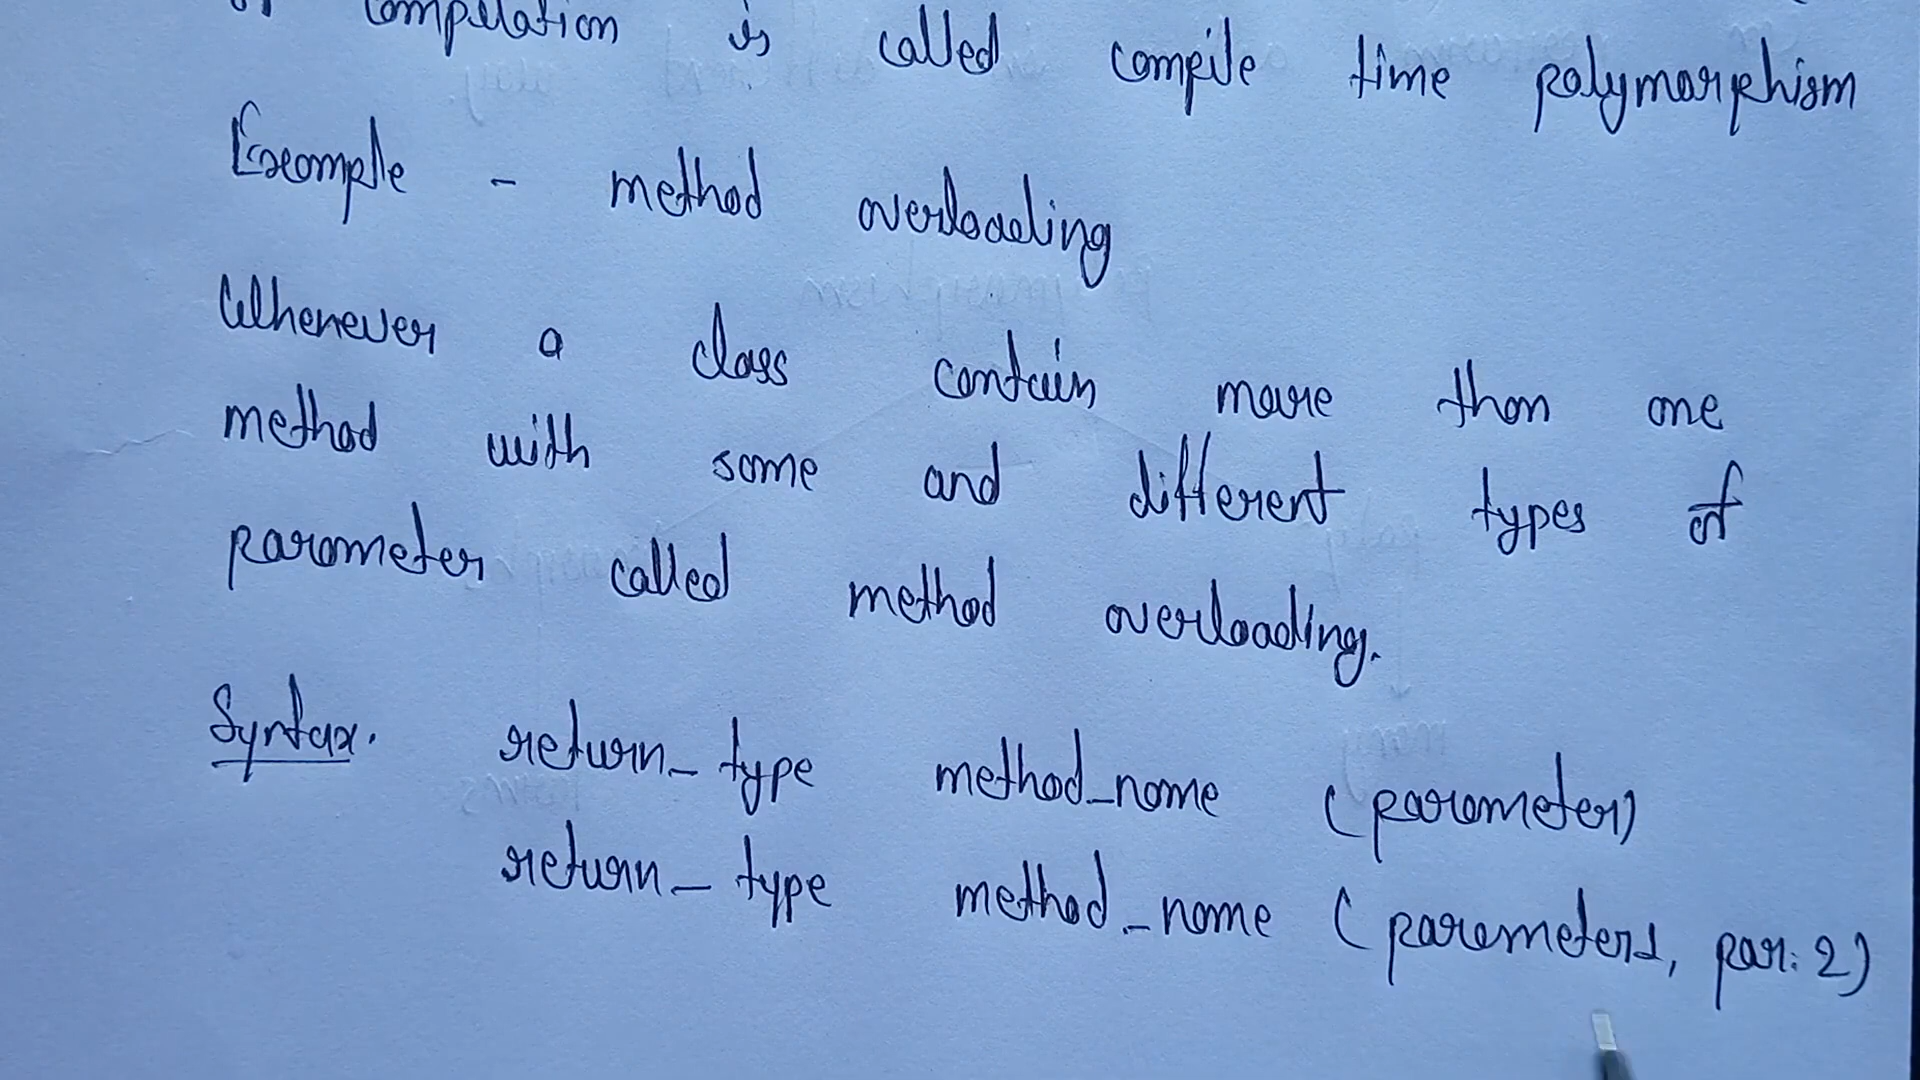 of compilation is called compile time polymorphism
Example - method overloading
Whenever a class contain more than one
method with same and different types of
parameter called method overloading.
Syntax. return_type method_name (parameter)
return_type method_name (parameter1, par: 2)